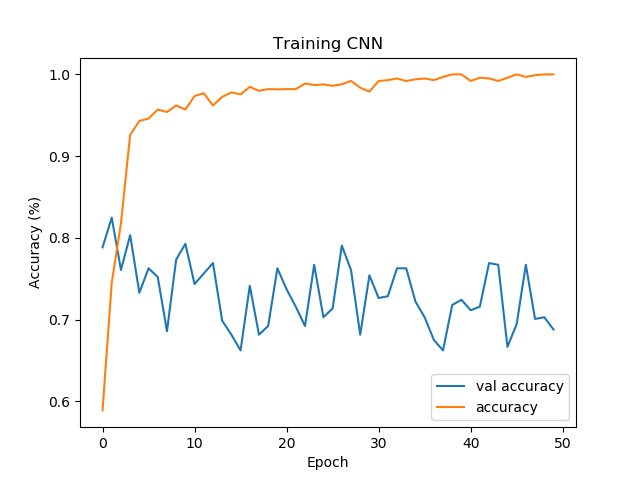 Training CNN
1.0
0.9
0.8
0.7
0.6
Accuracy (%)
val accuracy
accuracy
0
10
20
30
40
50
Epoch